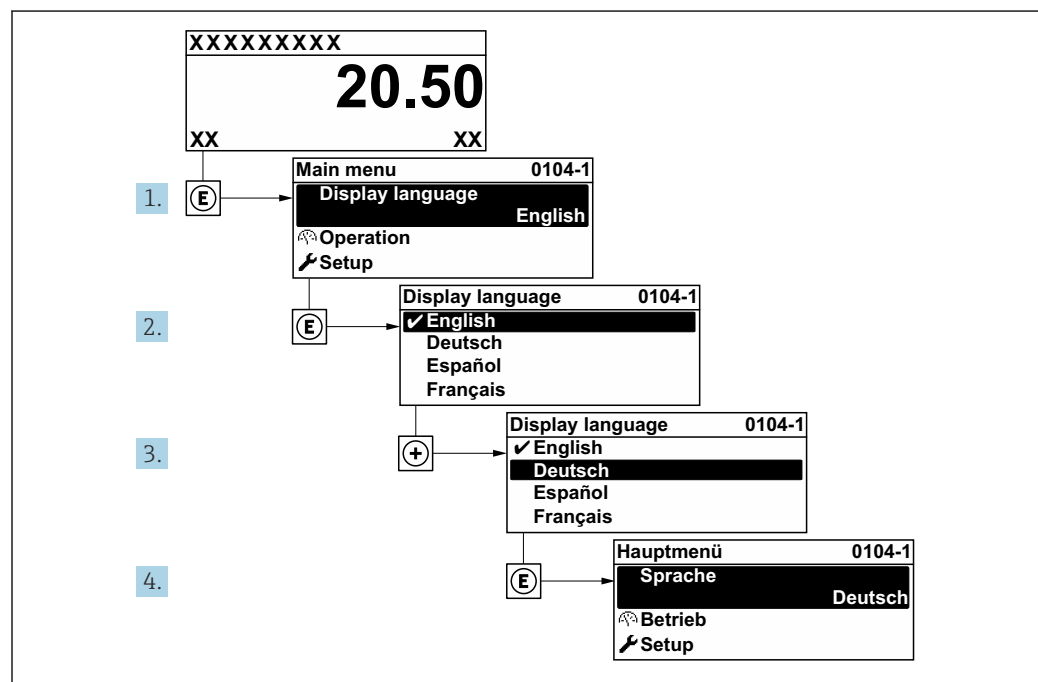 XXXXXXXXX
20.50
XX XX
1. E
Main menu 0104-1
Display language
English
Operation
Setup
2. E
Display language 0104-1
✔ English
Deutsch
Español
Français
3. +
Display language 0104-1
✔ English
Deutsch
Español
Français
4. E
Hauptmenü 0104-1
Sprache
Deutsch
Betrieb
Setup